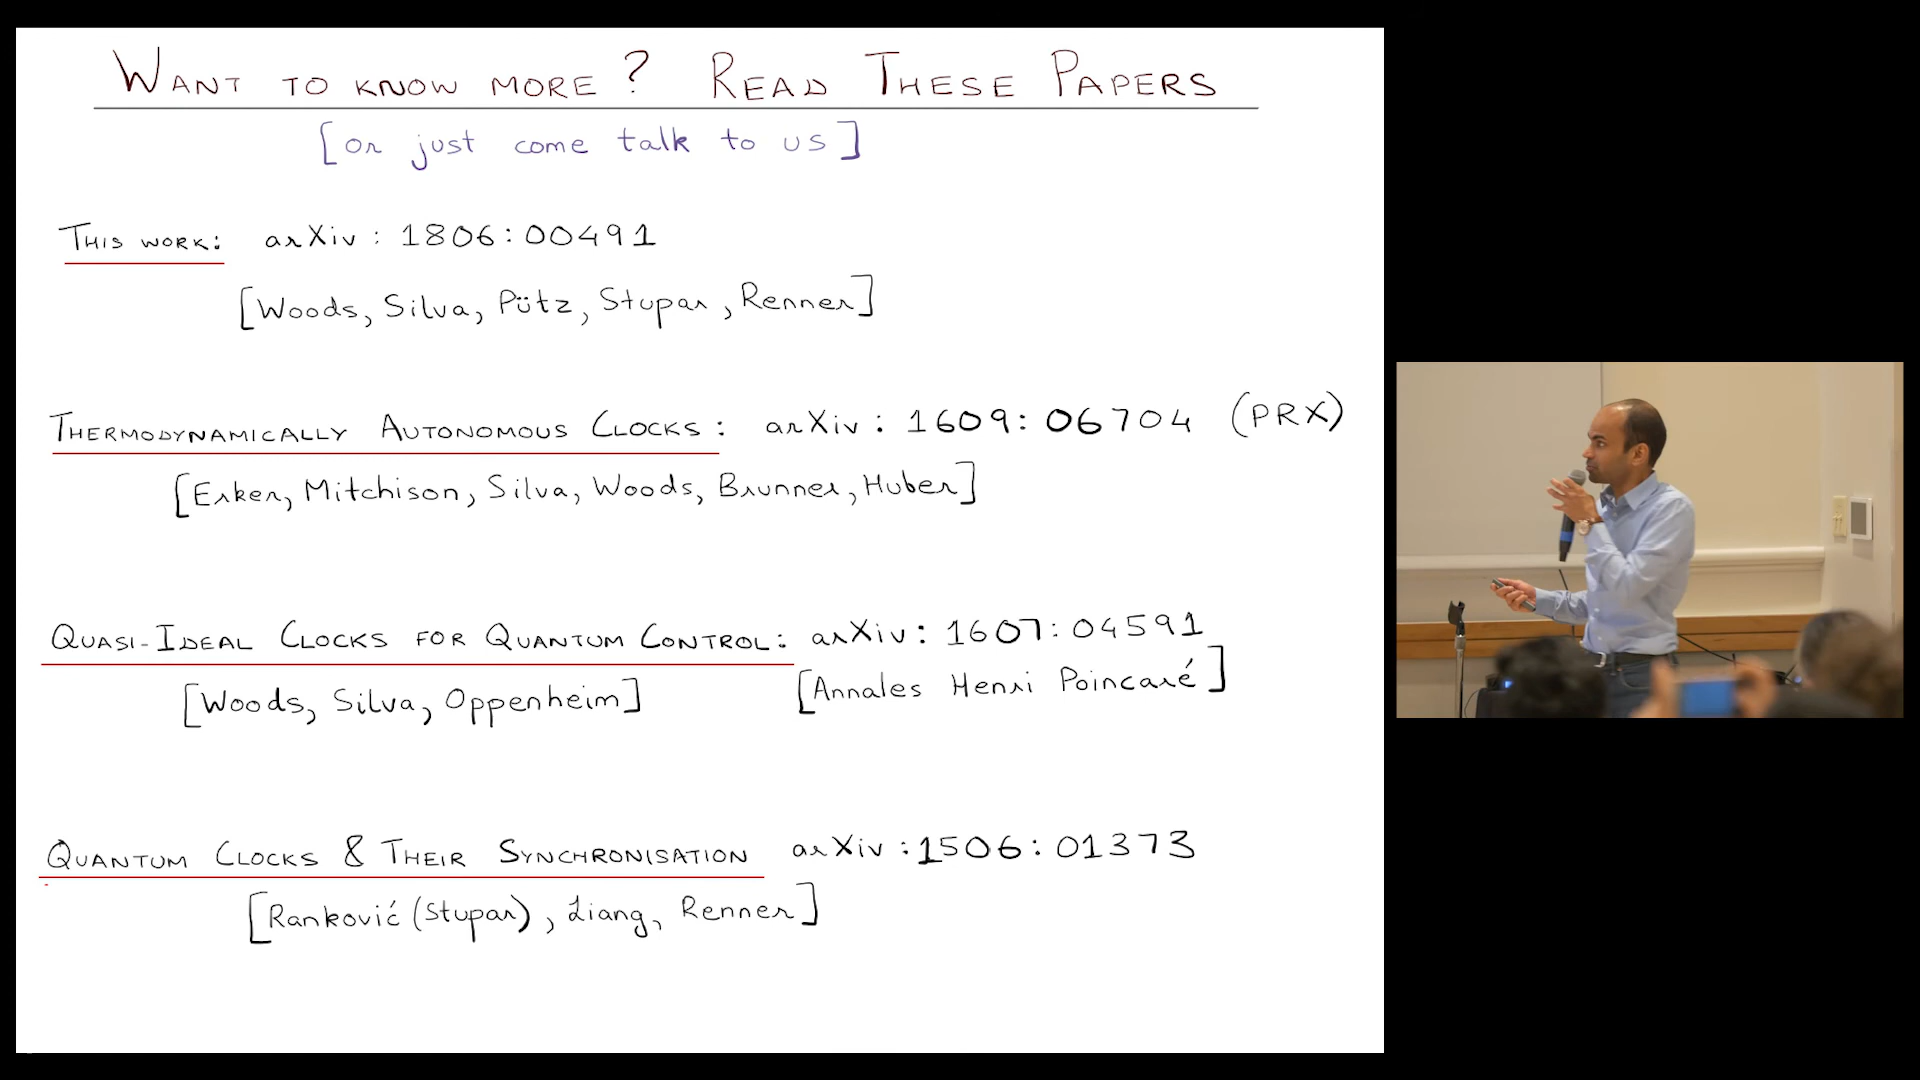 WANT TO KNOW MORE? READ THESE PAPERS
[or just come talk to us]
THIS WORK: arXiv: 1806:00491
[Woods, Silva, Pütz, Stupar, Renner]
THERMODYNAMICALLY AUTONOMOUS CLOCKS: arXiv: 1609:06704 (PRX)
[Erker, Mitchison, Silva, Woods, Brunner, Huber]
QUASI-IDEAL CLOCKS FOR QUANTUM CONTROL: arXiv: 1607:04591
[Woods, Silva, Oppenheim] [Annales Henri Poincaré]
QUANTUM CLOCKS & THEIR SYNCHRONISATION arXiv:1506:01373
[Ranković (Stupar), Liang, Renner]